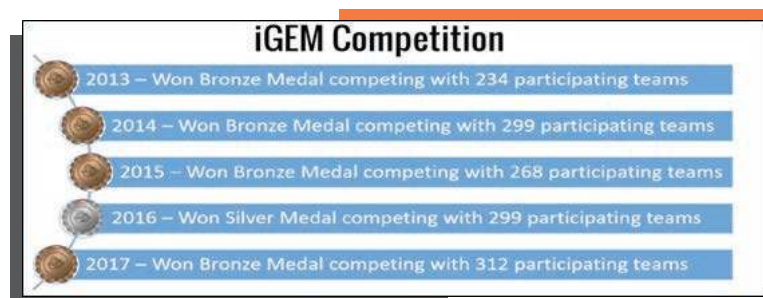 iGEM Competition
2013 – Won Bronze Medal competing with 234 participating teams
2014 – Won Bronze Medal competing with 299 participating teams
2015 – Won Bronze Medal competing with 268 participating teams
2016 – Won Silver Medal competing with 299 participating teams
2017 – Won Bronze Medal competing with 312 participating teams